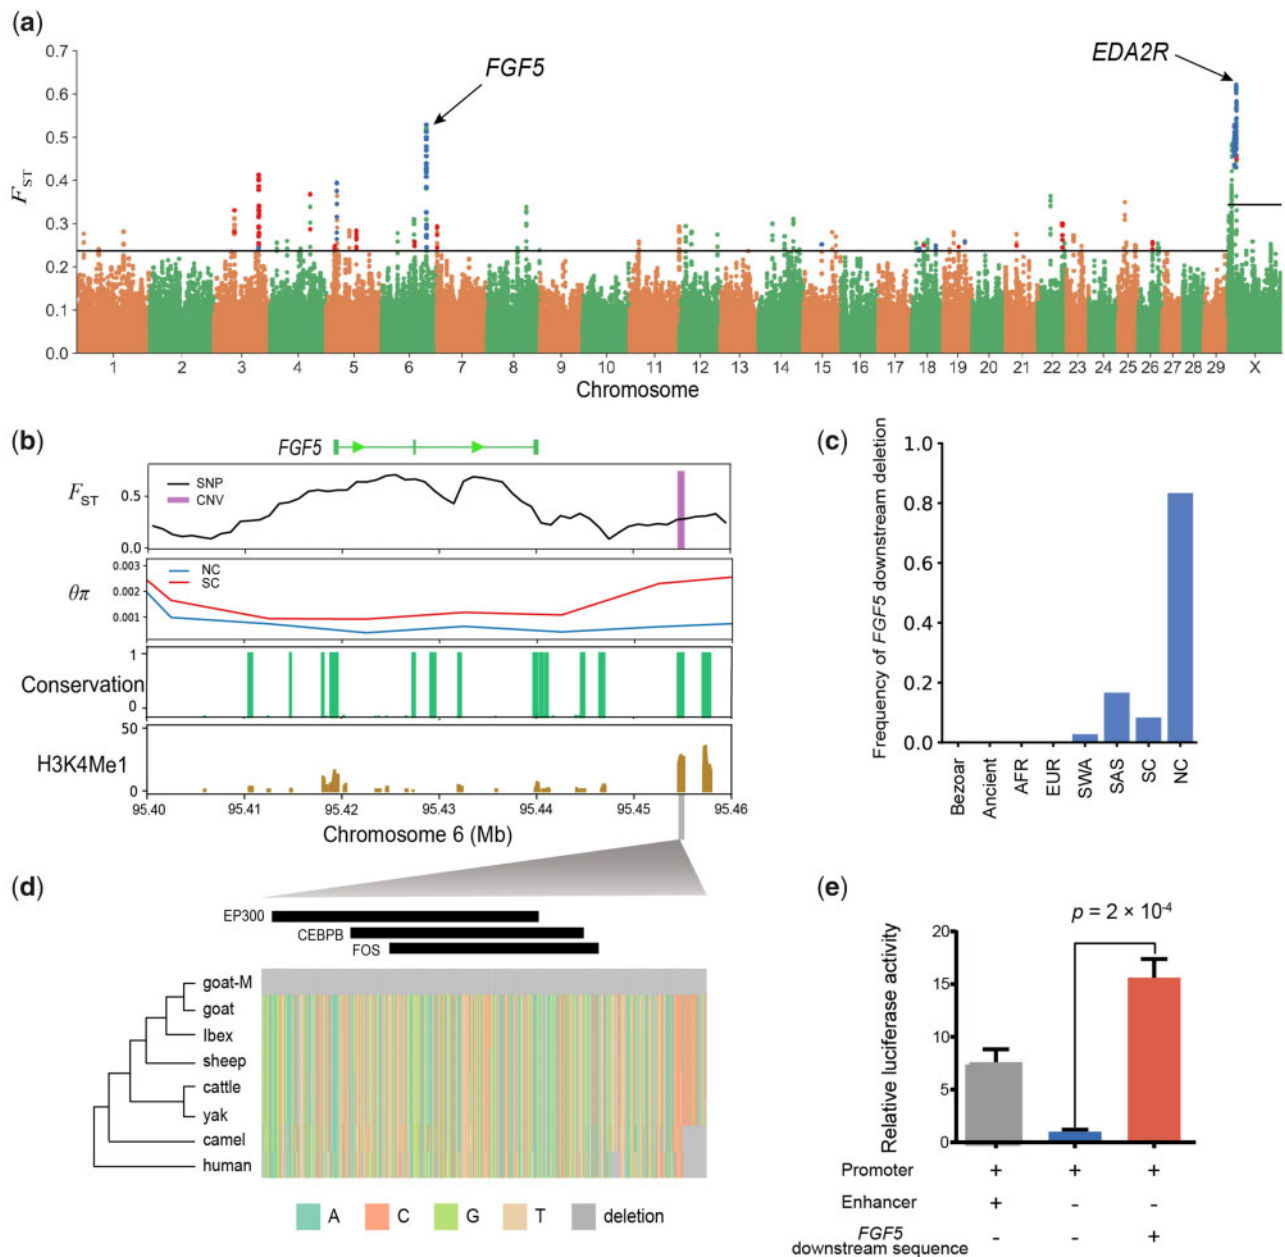 (a)
0.7
0.6
0.5
0.4
0.3
0.2
0.1
0.0
F_ST
FGF5
EDA2R
1 2 3 4 5 6 7 8 9 10 11 12 13 14 15 16 17 18 19 20 21 22 23 24 25 26 27 28 29 X
Chromosome
(b)
FGF5
F_ST
0.5
0.0
SNP
CNV
θπ
0.003
0.002
0.001
NC
SC
Conservation
1
0
H3K4Me1
50
0
95.40 95.41 95.42 95.43 95.44 95.45 95.46
Chromosome 6 (Mb)
(c)
Frequency of FGF5 downstream deletion
1.0
0.8
0.6
0.4
0.2
0.0
Bezoar
Ancient
AFR
EUR
SWA
SAS
SC
NC
(d)
EP300
CEBPB
FOS
goat-M
goat
Ibex
sheep
cattle
yak
camel
human
A C G T deletion
(e)
p = 2 × 10⁻⁴
Relative luciferase activity
20
15
10
5
0
Promoter + + +
Enhancer + - -
FGF5
downstream sequence - - +